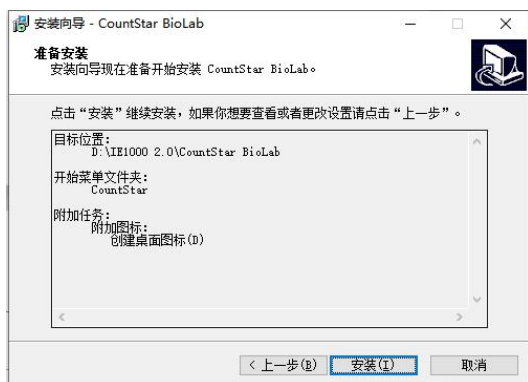 安装向导 - CountStar BioLab
准备安装
安装向导现在准备开始安装 CountStar BioLab。
点击“安装”继续安装，如果你想要查看或者更改设置请点击“上一步”。
目标位置:
D:\IE1000 2.0\CountStar BioLab
开始菜单文件夹:
CountStar
附加任务:
附加图标:
创建桌面图标(D)
< 上一步(B)
安装(I)
取消